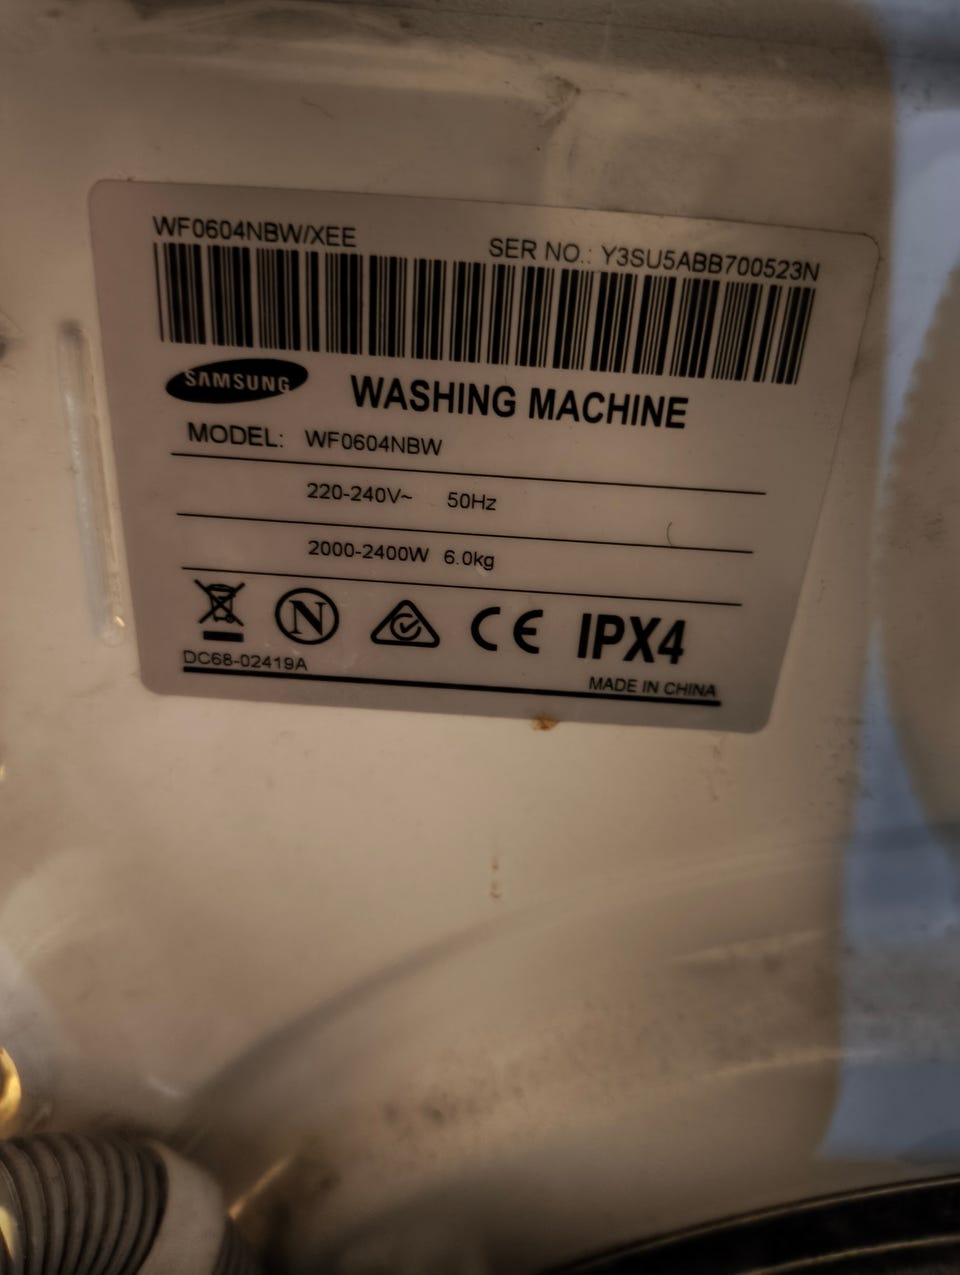 WF0604NBW/XEE
SER NO.: Y3SU5ABB700523N
SAMSUNG WASHING MACHINE
MODEL: WF0604NBW
220-240V~ 50Hz
2000-2400W 6.0kg
N CE IPX4
DC68-02419A
MADE IN CHINA